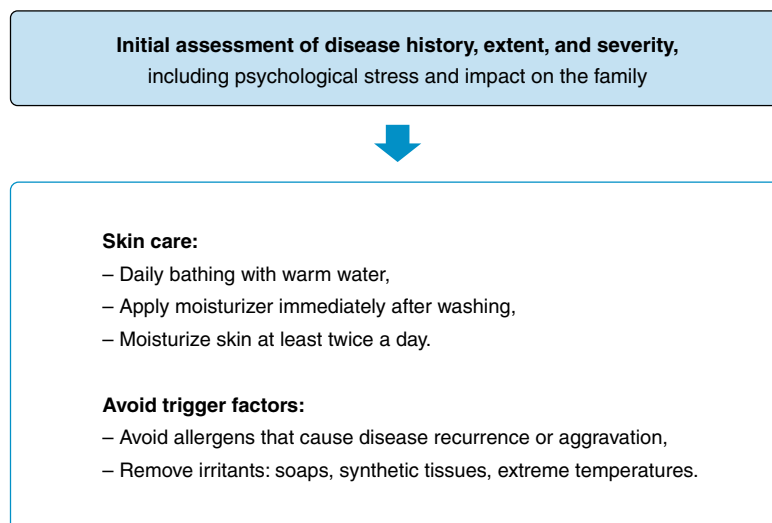 Initial assessment of disease history, extent, and severity,
including psychological stress and impact on the family
Skin care:
– Daily bathing with warm water,
– Apply moisturizer immediately after washing,
– Moisturize skin at least twice a day.
Avoid trigger factors:
– Avoid allergens that cause disease recurrence or aggravation,
– Remove irritants: soaps, synthetic tissues, extreme temperatures.